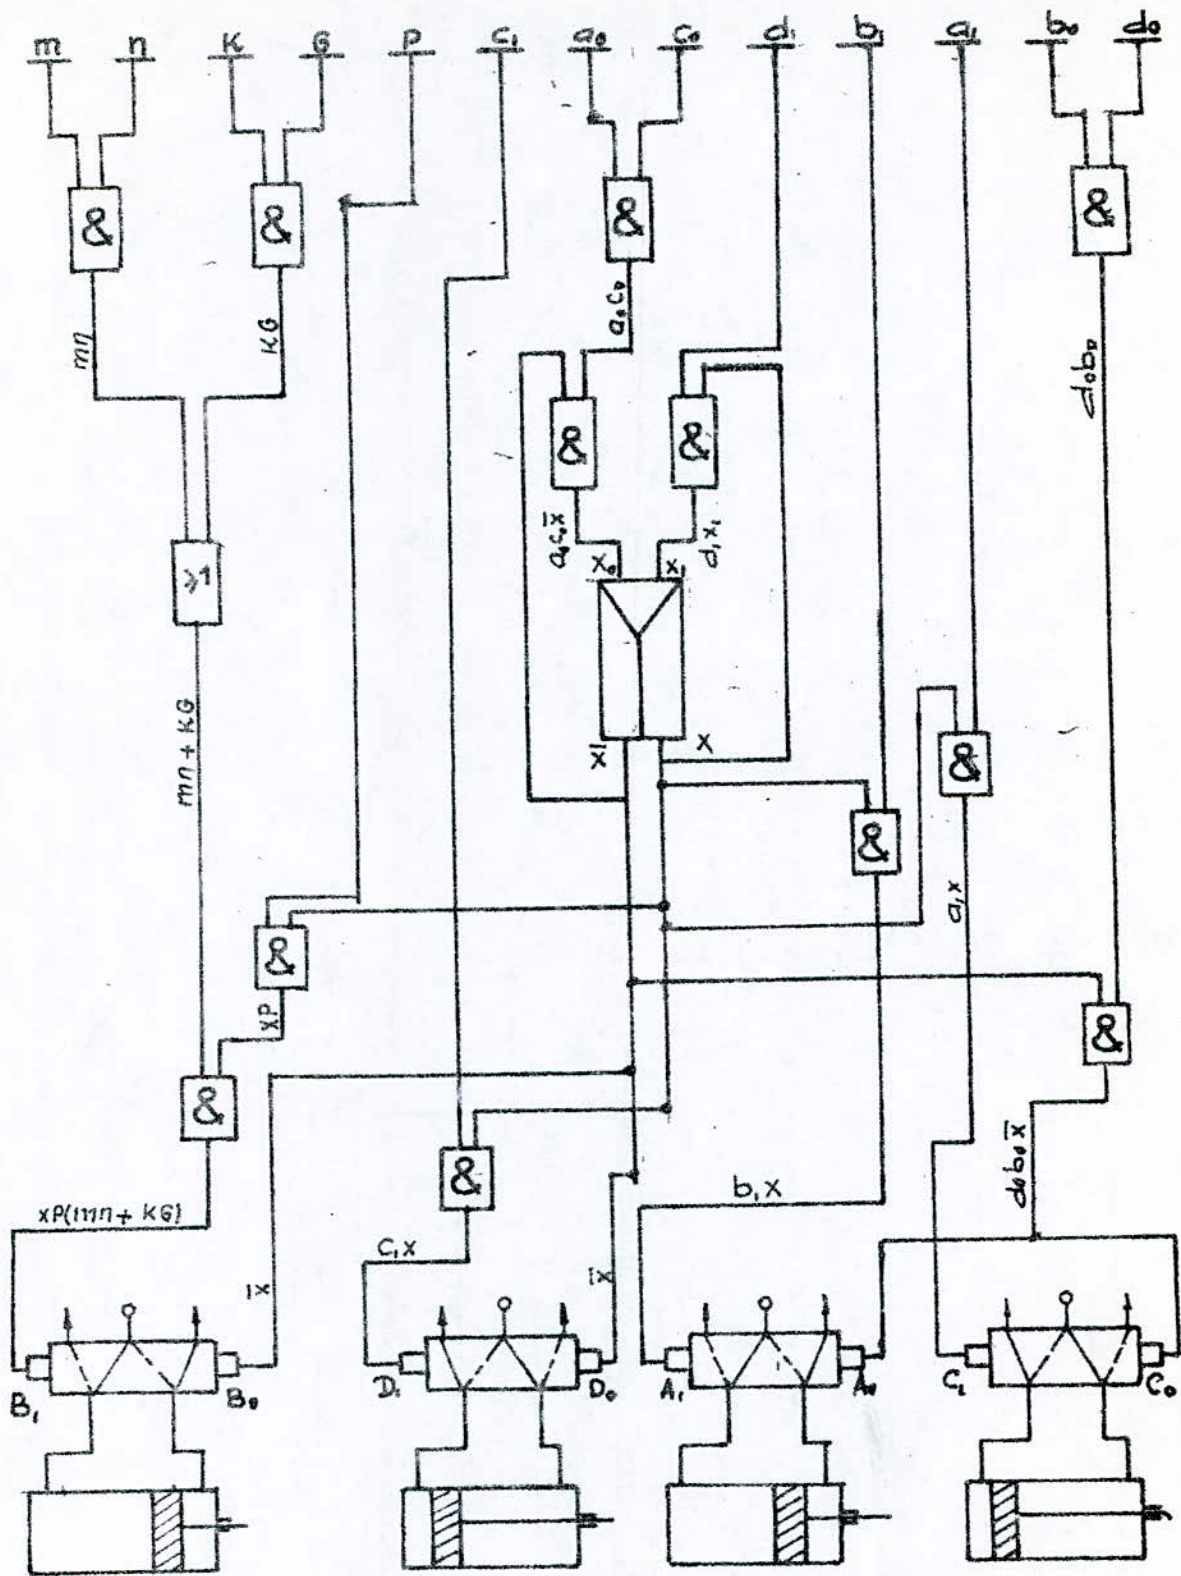 m n K G P C₁ a₀ c₀ d₁ b₁ a₁ b₀ d₀
& & & &
mn KG a₀c₀ d₀b₀
& &
a₀c₀x̄ d₁x₁
X₀ X₁
≥1
mn + KG
x̄ X
& &
a₁x
& &
XP
& &
d₀b₀x̄
XP(mn + KG) C₁X b₁X
x̄ x̄
B₁ B₀ D₁ D₀ A₁ A₀ C₁ C₀